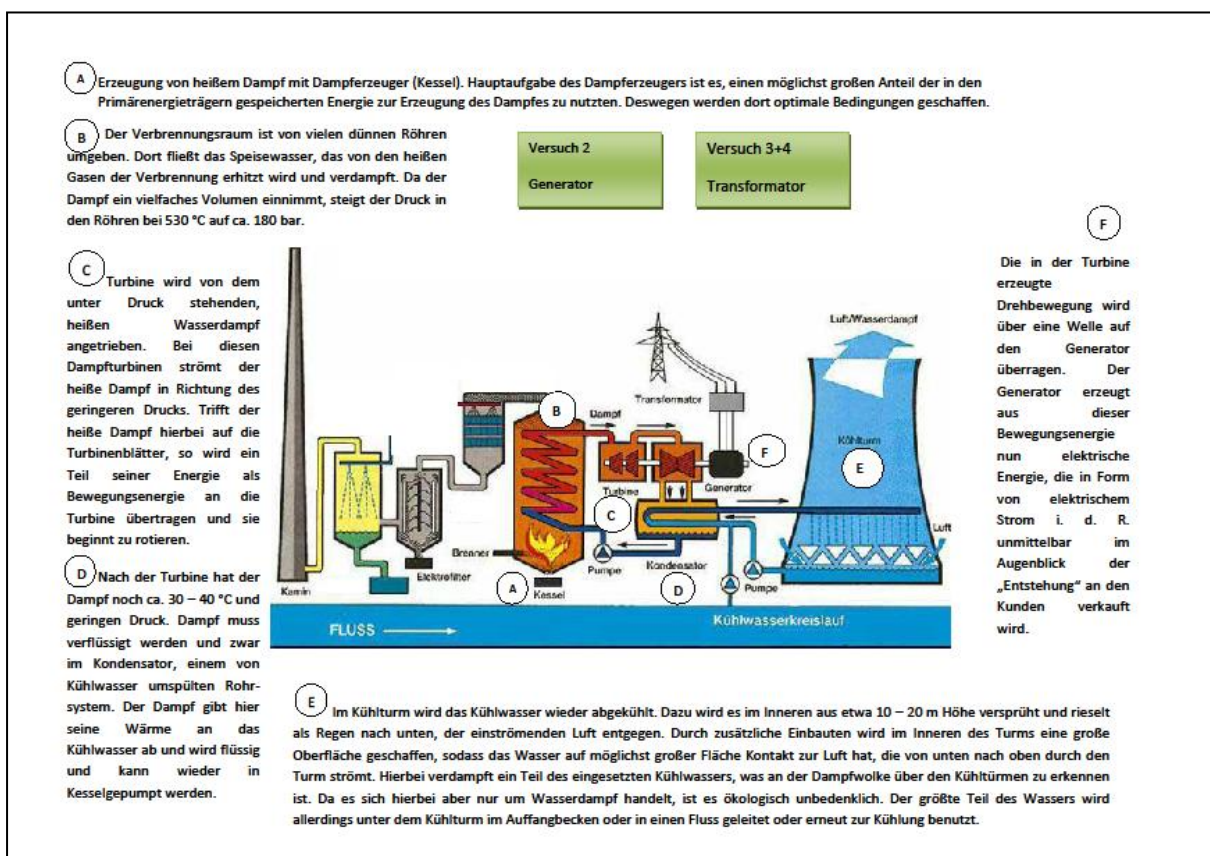 A Erzeugung von heißem Dampf mit Dampferzeuger (Kessel). Hauptaufgabe des Dampferzeugers ist es, einen möglichst großen Anteil der in den
Primärenergieträgern gespeicherten Energie zur Erzeugung des Dampfes zu nutzten. Deswegen werden dort optimale Bedingungen geschaffen.
B Der Verbrennungsraum ist von vielen dünnen Röhren
umgeben. Dort fließt das Speisewasser, das von den heißen
Gasen der Verbrennung erhitzt wird und verdampft. Da der
Dampf ein vielfaches Volumen einnimmt, steigt der Druck in
den Röhren bei 530 °C auf ca. 180 bar.
Versuch 2
Generator
Versuch 3+4
Transformator
C Turbine wird von dem
unter Druck stehenden,
heißen Wasserdampf
angetrieben. Bei diesen
Dampfturbinen strömt der
heiße Dampf in Richtung des
geringeren Drucks. Trifft der
heiße Dampf hierbei auf die
Turbinenblätter, so wird ein
Teil seiner Energie als
Bewegungsenergie an die
Turbine übertragen und sie
beginnt zu rotieren.
D Nach der Turbine hat der
Dampf noch ca. 30 – 40 °C und
geringen Druck. Dampf muss
verflüssigt werden und zwar
im Kondensator, einem von
Kühlwasser umspülten Rohr-
system. Der Dampf gibt hier
seine Wärme an das
Kühlwasser ab und wird flüssig
und kann wieder in
Kesselgepumpt werden.
Luft/Wasserdampf
Transformator
B
Dampf
F
Kühlturm
E
Turbine
Generator
C
Luft
Brenner
Elektrofilter
Pumpe
Kondensator
Kamin
A
Kessel
D
Pumpe
FLUSS
Kühlwasserkreislauf
F
Die in der Turbine
erzeugte
Drehbewegung wird
über eine Welle auf
den Generator
überragen. Der
Generator erzeugt
aus dieser
Bewegungsenergie
nun elektrische
Energie, die in Form
von elektrischem
Strom i. d. R.
unmittelbar im
Augenblick der
„Entstehung“ an den
Kunden verkauft
wird.
E Im Kühlturm wird das Kühlwasser wieder abgekühlt. Dazu wird es im Inneren aus etwa 10 – 20 m Höhe versprüht und rieselt
als Regen nach unten, der einströmenden Luft entgegen. Durch zusätzliche Einbauten wird im Inneren des Turms eine große
Oberfläche geschaffen, sodass das Wasser auf möglichst großer Fläche Kontakt zur Luft hat, die von unten nach oben durch den
Turm strömt. Hierbei verdampft ein Teil des eingesetzten Kühlwassers, was an der Dampfwolke über den Kühltürmen zu erkennen
ist. Da es sich hierbei aber nur um Wasserdampf handelt, ist es ökologisch unbedenklich. Der größte Teil des Wassers wird
allerdings unter dem Kühlturm im Auffangbecken oder in einen Fluss geleitet oder erneut zur Kühlung benutzt.